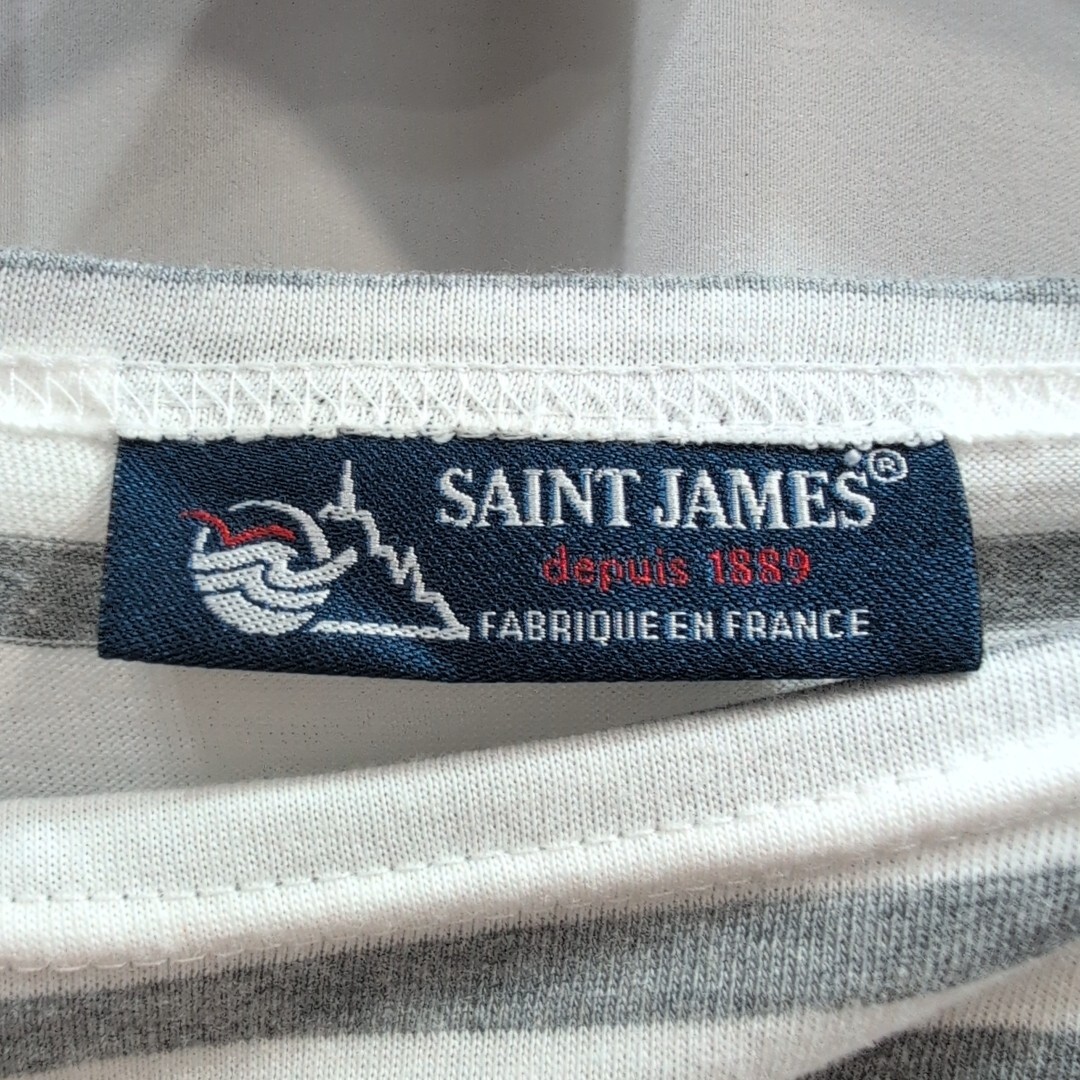 SAINT JAMES®
depuis 1889
FABRIQUE EN FRANCE